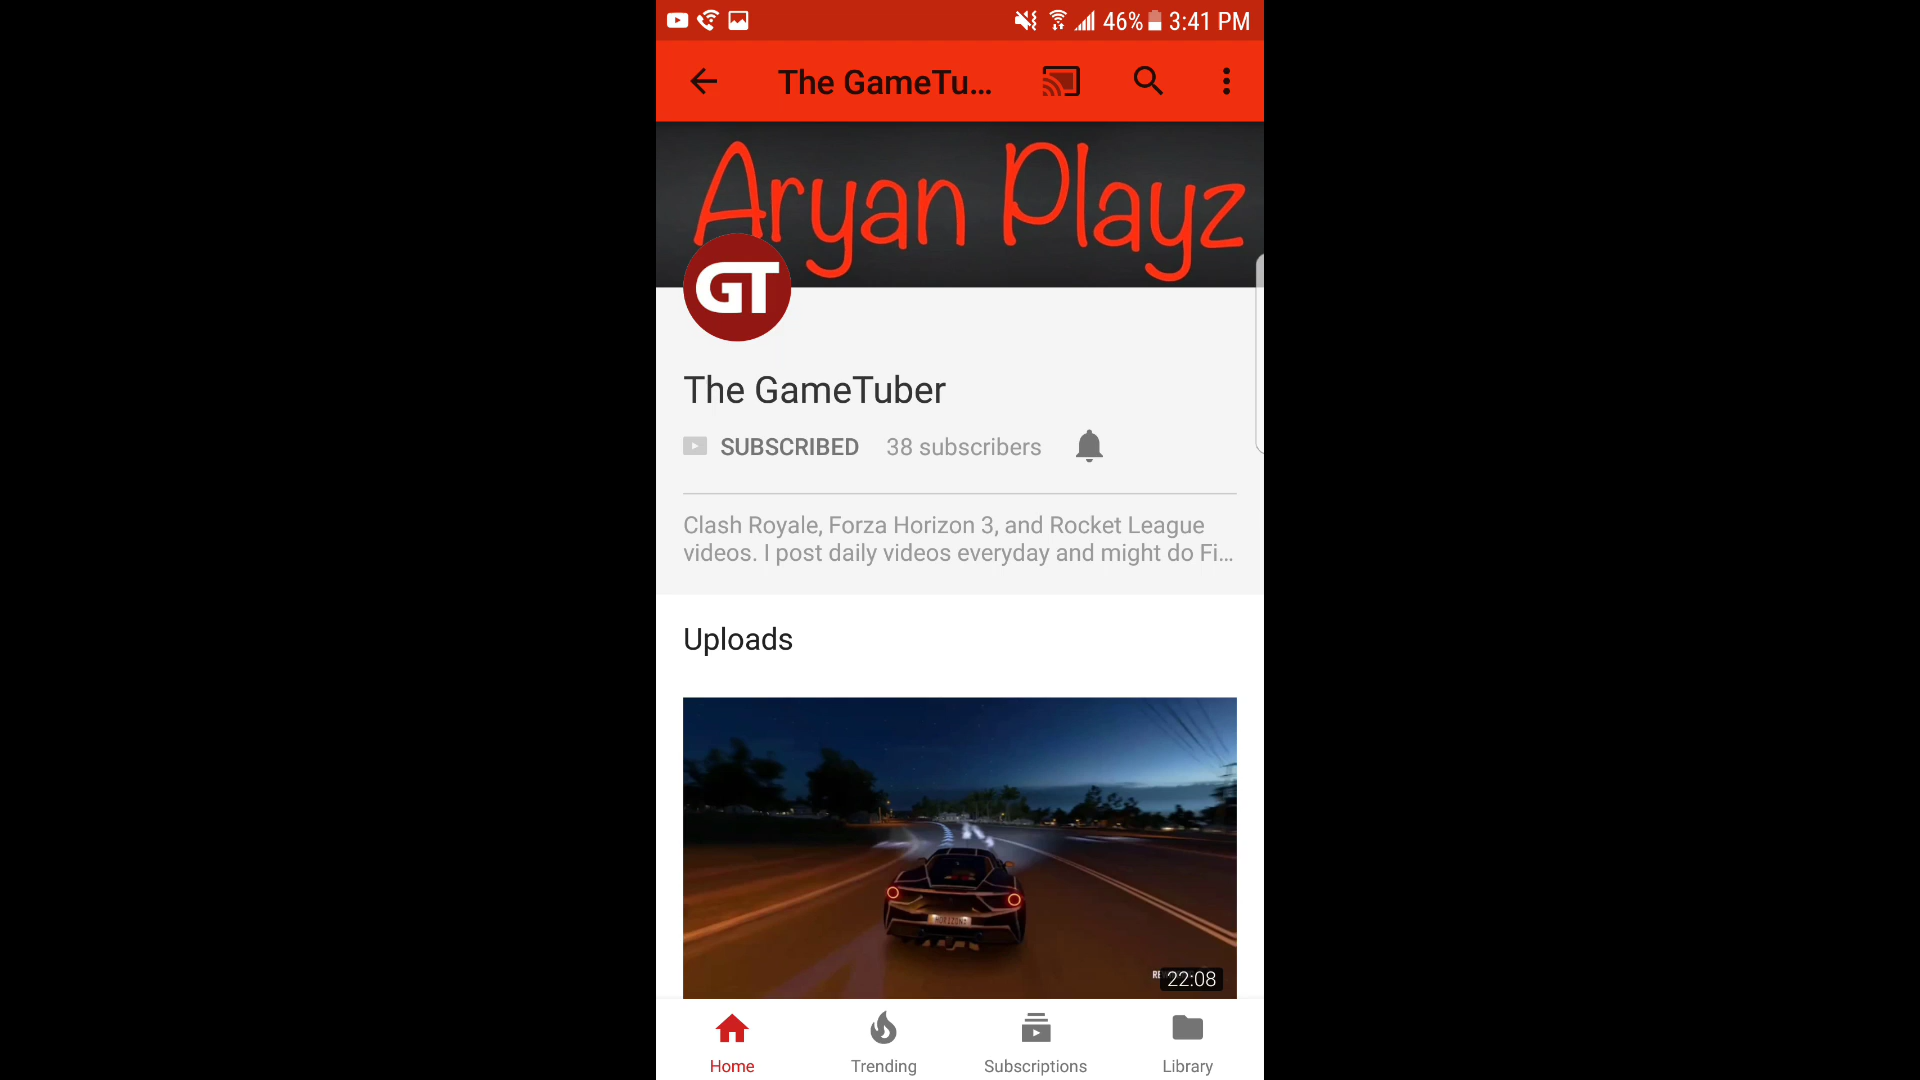 46% 3:41 PM
The GameTu...
Aryan Playz
GT
The GameTuber
SUBSCRIBED 38 subscribers
Clash Royale, Forza Horizon 3, and Rocket League
videos. I post daily videos everyday and might do Fi...
Uploads
HORIZON
22:08
Home Trending Subscriptions Library